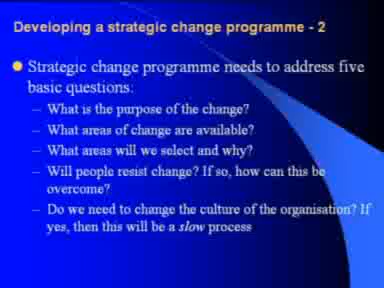 Developing a strategic change programme - 2
Strategic change programme needs to address five
basic questions:
– What is the purpose of the change?
– What areas of change are available?
– What areas will we select and why?
– Will people resist change? If so, how can this be
overcome?
– Do we need to change the culture of the organisation? If
yes, then this will be a slow process